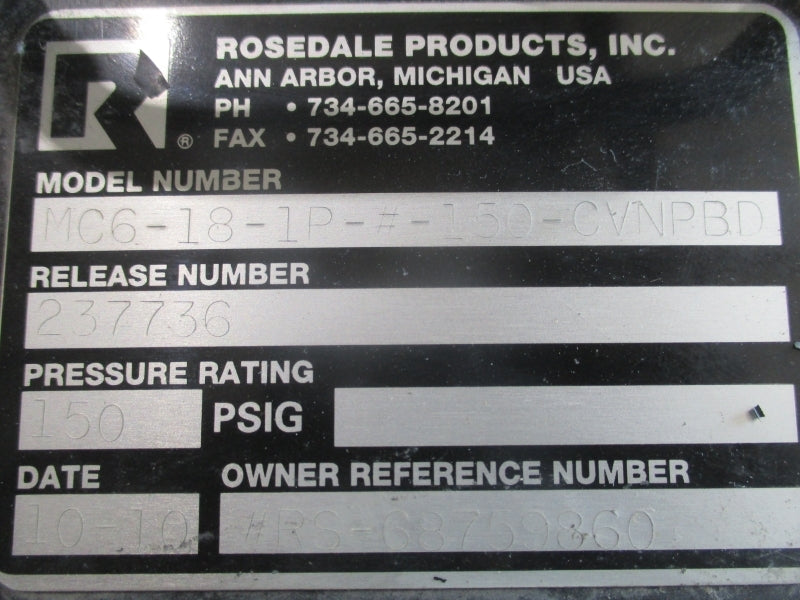 R®
ROSEDALE PRODUCTS, INC.
ANN ARBOR, MICHIGAN USA
PH • 734-665-8201
FAX • 734-665-2214
MODEL NUMBER
MC6-18-1P-#-150-CVNPBD
RELEASE NUMBER
237736
PRESSURE RATING
150 PSIG
DATE
10-10
OWNER REFERENCE NUMBER
#RS-68759860